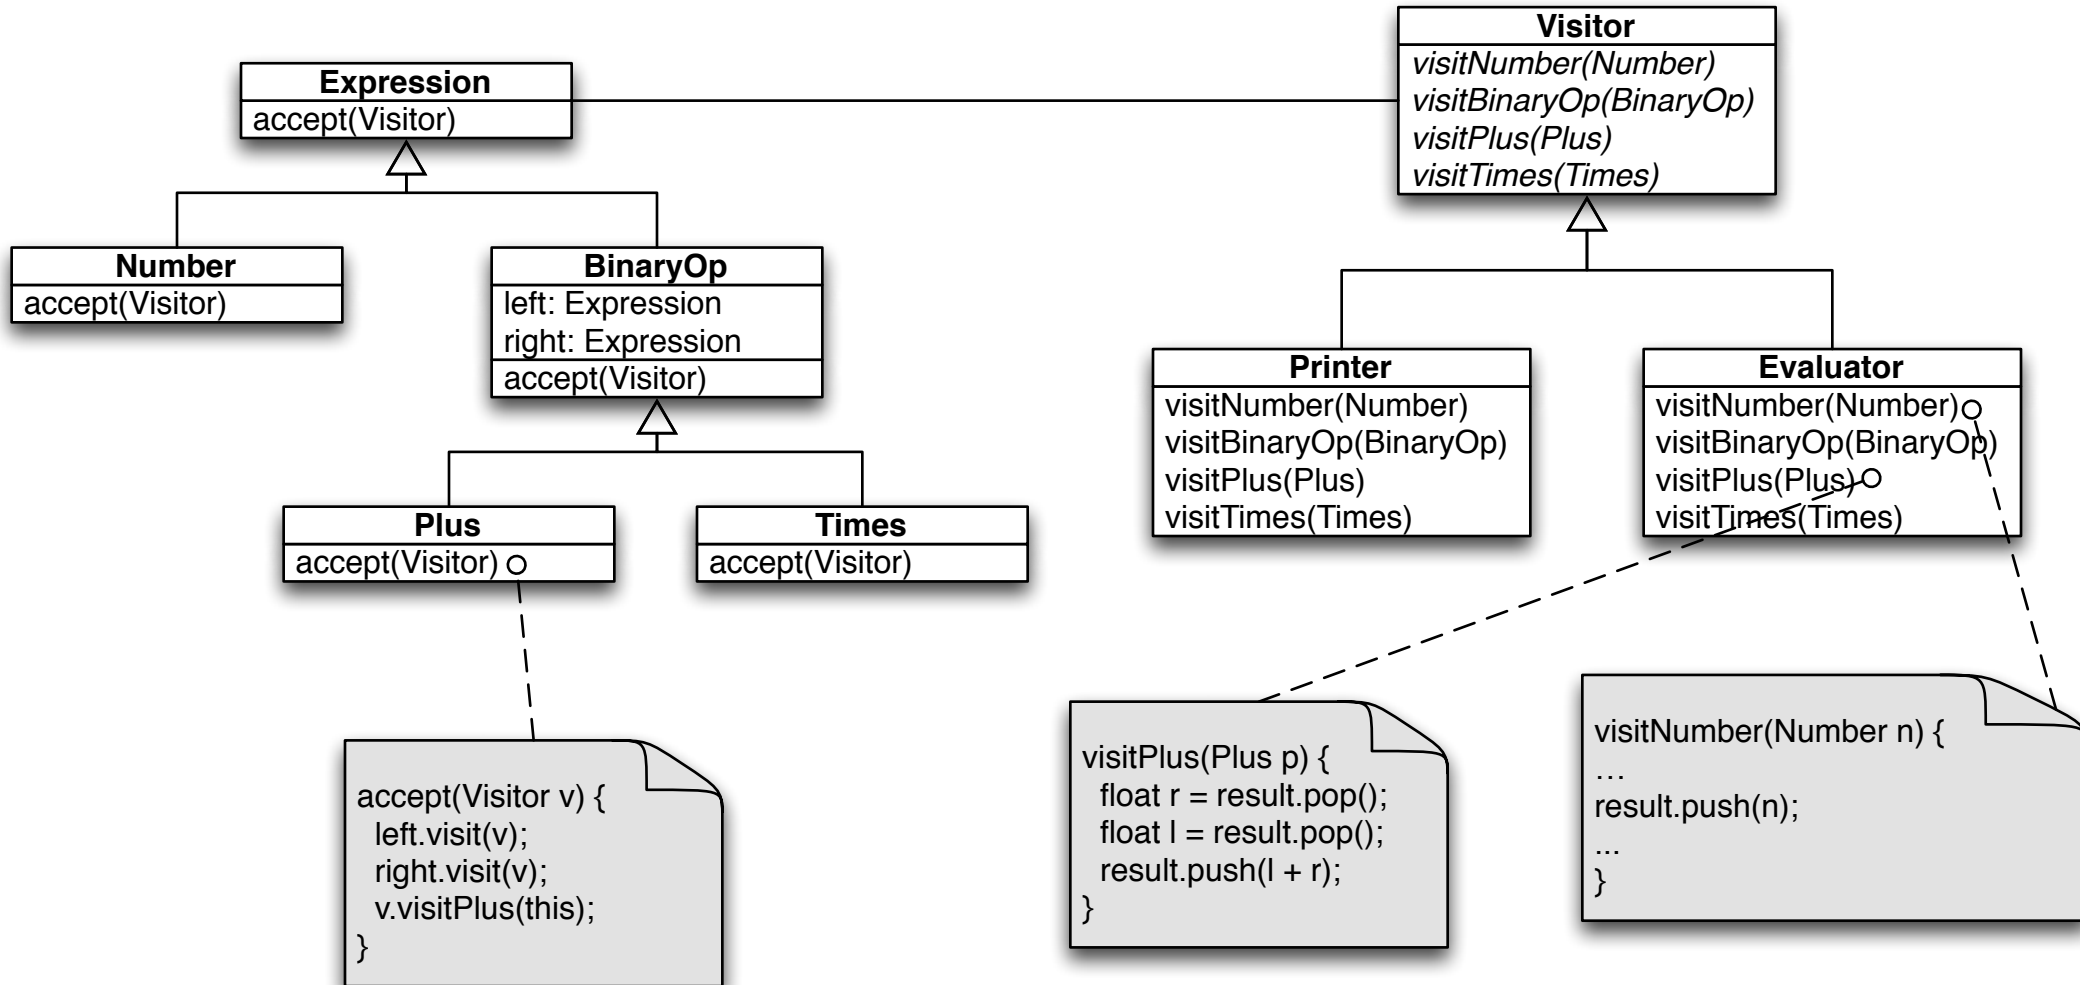 Expression
accept(Visitor)
Number
accept(Visitor)
BinaryOp
left: Expression
right: Expression
accept(Visitor)
Plus
accept(Visitor)
Times
accept(Visitor)
accept(Visitor v) {
left.visit(v);
right.visit(v);
v.visitPlus(this);
}
Visitor
visitNumber(Number)
visitBinaryOp(BinaryOp)
visitPlus(Plus)
visitTimes(Times)
Printer
visitNumber(Number)
visitBinaryOp(BinaryOp)
visitPlus(Plus)
visitTimes(Times)
Evaluator
visitNumber(Number)
visitBinaryOp(BinaryOp)
visitPlus(Plus)
visitTimes(Times)
visitPlus(Plus p) {
float r = result.pop();
float l = result.pop();
result.push(l + r);
}
visitNumber(Number n) {
…
result.push(n);
...
}